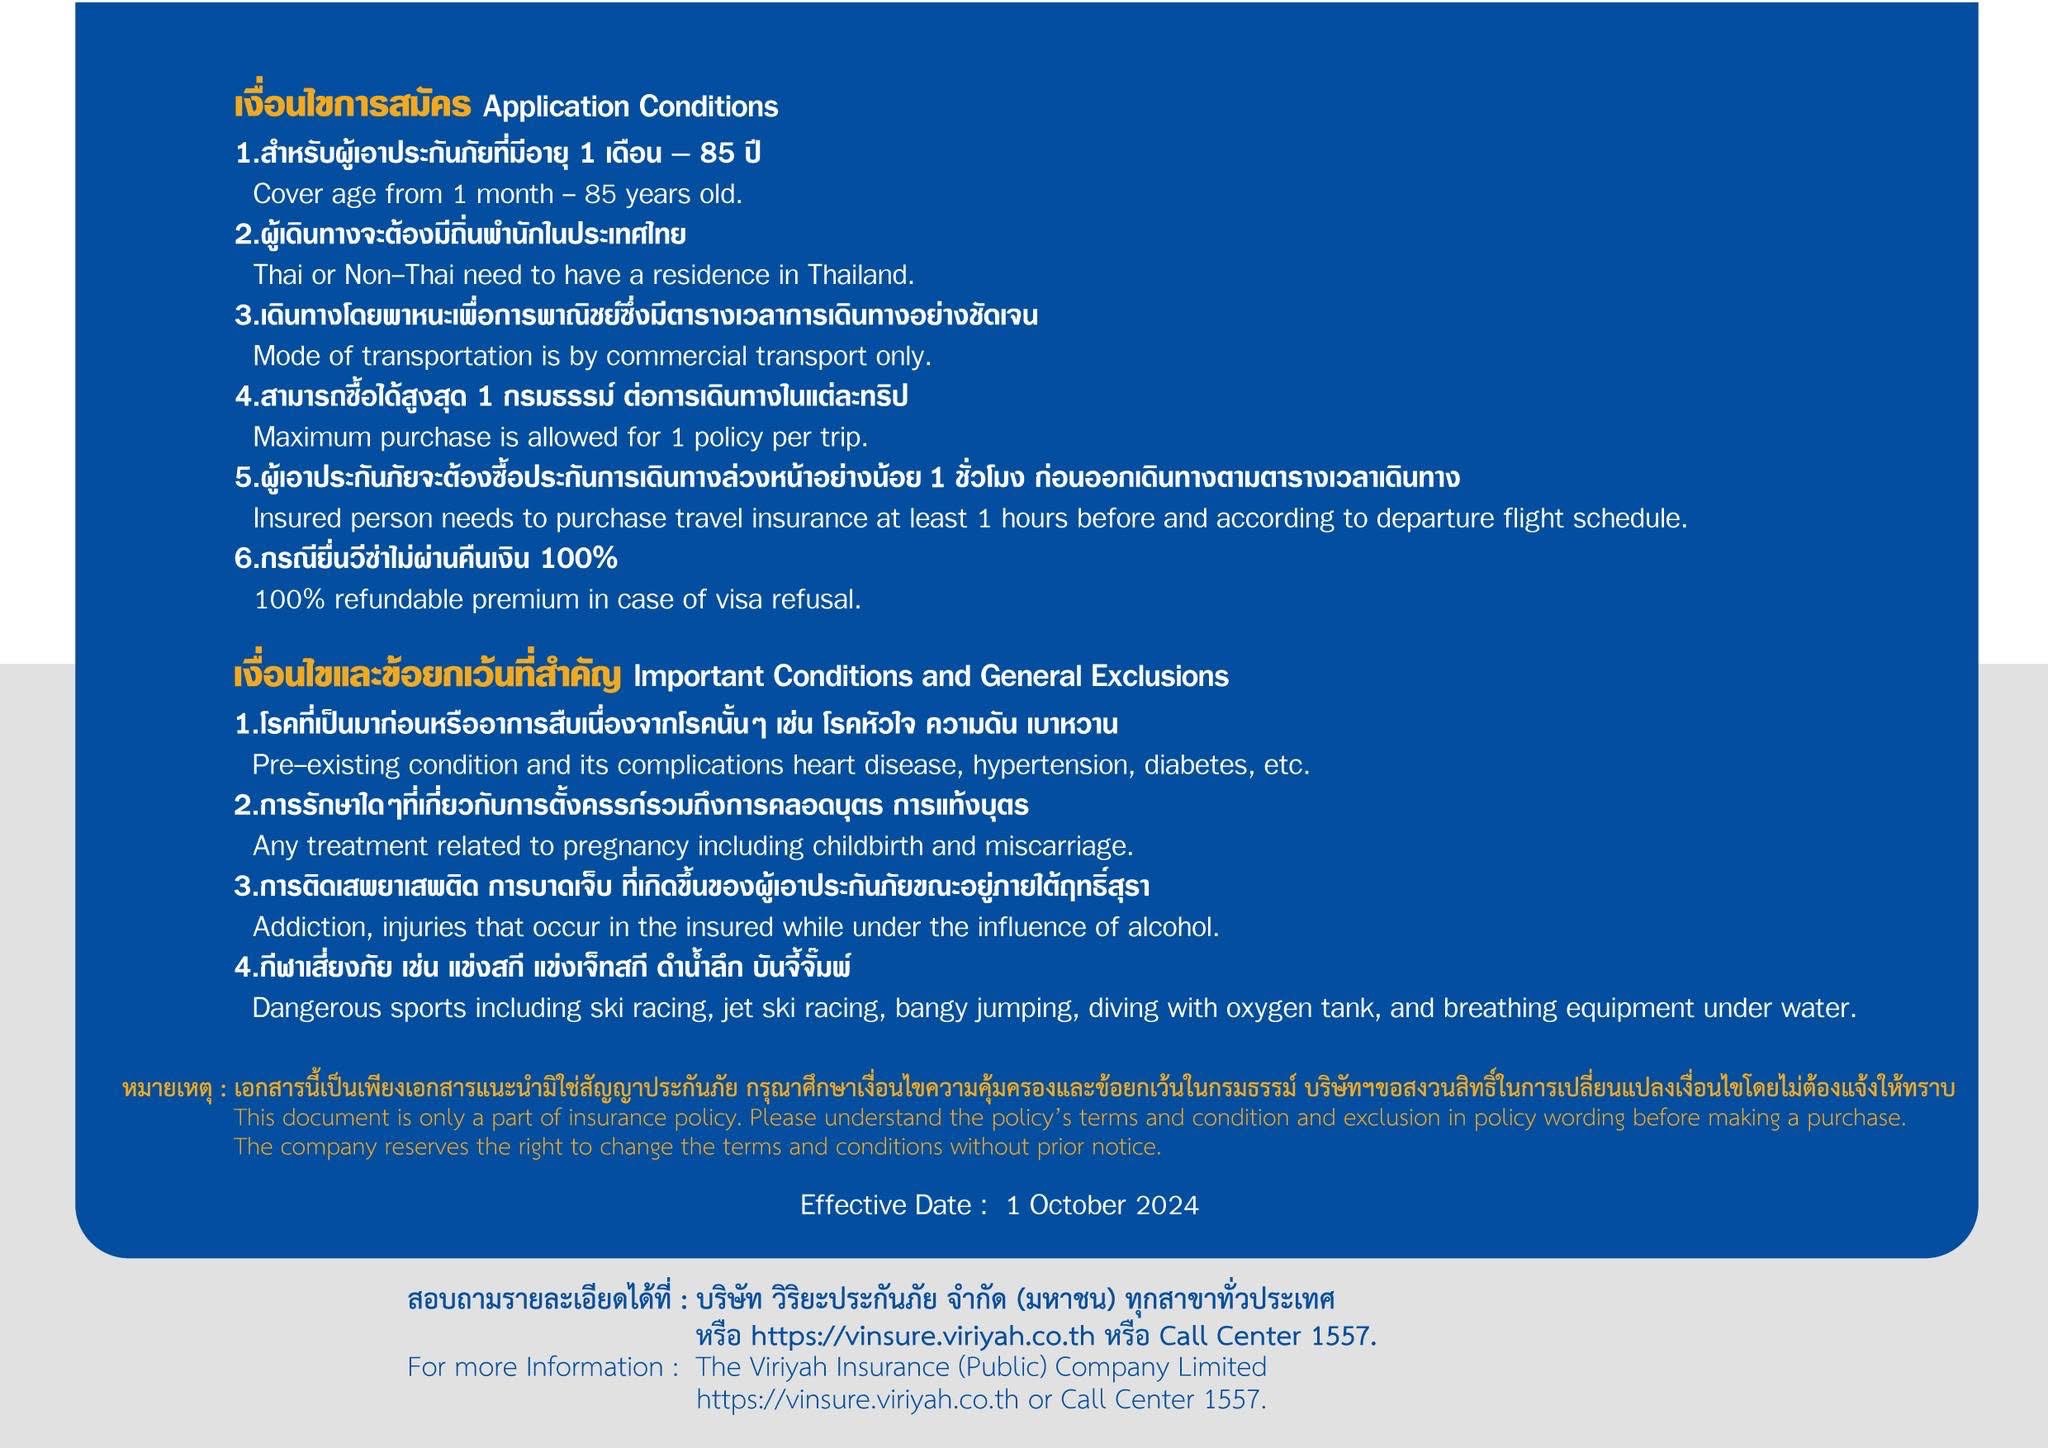 เงื่อนไขการสมัคร Application Conditions
1.สำหรับผู้เอาประกันภัยที่มีอายุ 1 เดือน – 85 ปี
Cover age from 1 month – 85 years old.
2.ผู้เดินทางจะต้องมีถิ่นพำนักในประเทศไทย
Thai or Non–Thai need to have a residence in Thailand.
3.เดินทางโดยพาหนะเพื่อการพาณิชย์ซึ่งมีตารางเวลาการเดินทางอย่างชัดเจน
Mode of transportation is by commercial transport only.
4.สามารถซื้อได้สูงสุด 1 กรมธรรม์ ต่อการเดินทางในแต่ละทริป
Maximum purchase is allowed for 1 policy per trip.
5.ผู้เอาประกันภัยจะต้องซื้อประกันการเดินทางล่วงหน้าอย่างน้อย 1 ชั่วโมง ก่อนออกเดินทางตามตารางเวลาเดินทาง
Insured person needs to purchase travel insurance at least 1 hours before and according to departure flight schedule.
6.กรณียื่นวีซ่าไม่ผ่านคืนเงิน 100%
100% refundable premium in case of visa refusal.
เงื่อนไขและข้อยกเว้นที่สำคัญ Important Conditions and General Exclusions
1.โรคที่เป็นมาก่อนหรืออาการสืบเนื่องจากโรคนั้นๆ เช่น โรคหัวใจ ความดัน เบาหวาน
Pre–existing condition and its complications heart disease, hypertension, diabetes, etc.
2.การรักษาใดๆที่เกี่ยวกับการตั้งครรภ์รวมถึงการคลอดบุตร การแท้งบุตร
Any treatment related to pregnancy including childbirth and miscarriage.
3.การติดเสพยาเสพติด การบาดเจ็บ ที่เกิดขึ้นของผู้เอาประกันภัยขณะอยู่ภายใต้ฤทธิ์สุรา
Addiction, injuries that occur in the insured while under the influence of alcohol.
4.กีฬาเสี่ยงภัย เช่น แข่งสกี แข่งเจ็ทสกี ดำน้ำลึก บันจี้จั๊มพ์
Dangerous sports including ski racing, jet ski racing, bangy jumping, diving with oxygen tank, and breathing equipment under water.
หมายเหตุ : เอกสารนี้เป็นเพียงเอกสารแนะนำมิใช่สัญญาประกันภัย กรุณาศึกษาเงื่อนไขความคุ้มครองและข้อยกเว้นในกรมธรรม์ บริษัทฯขอสงวนสิทธิ์ในการเปลี่ยนแปลงเงื่อนไขโดยไม่ต้องแจ้งให้ทราบ
This document is only a part of insurance policy. Please understand the policy's terms and condition and exclusion in policy wording before making a purchase.
The company reserves the right to change the terms and conditions without prior notice.
Effective Date : 1 October 2024
สอบถามรายละเอียดได้ที่ : บริษัท วิริยะประกันภัย จำกัด (มหาชน) ทุกสาขาทั่วประเทศ
หรือ https://vinsure.viriyah.co.th หรือ Call Center 1557.
For more Information : The Viriyah Insurance (Public) Company Limited
https://vinsure.viriyah.co.th or Call Center 1557.